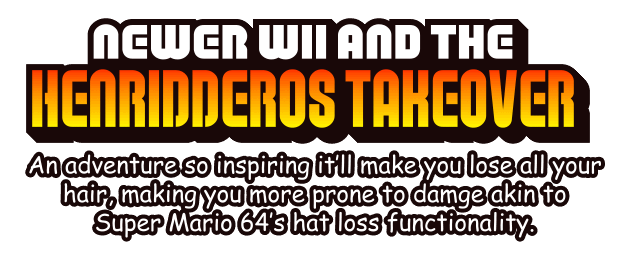 NEWER WII AND THE
HENRIDDEROS TAKEOVER
An adventure so inspiring it'll make you lose all your
hair, making you more prone to damge akin to
Super Mario 64's hat loss functionality.